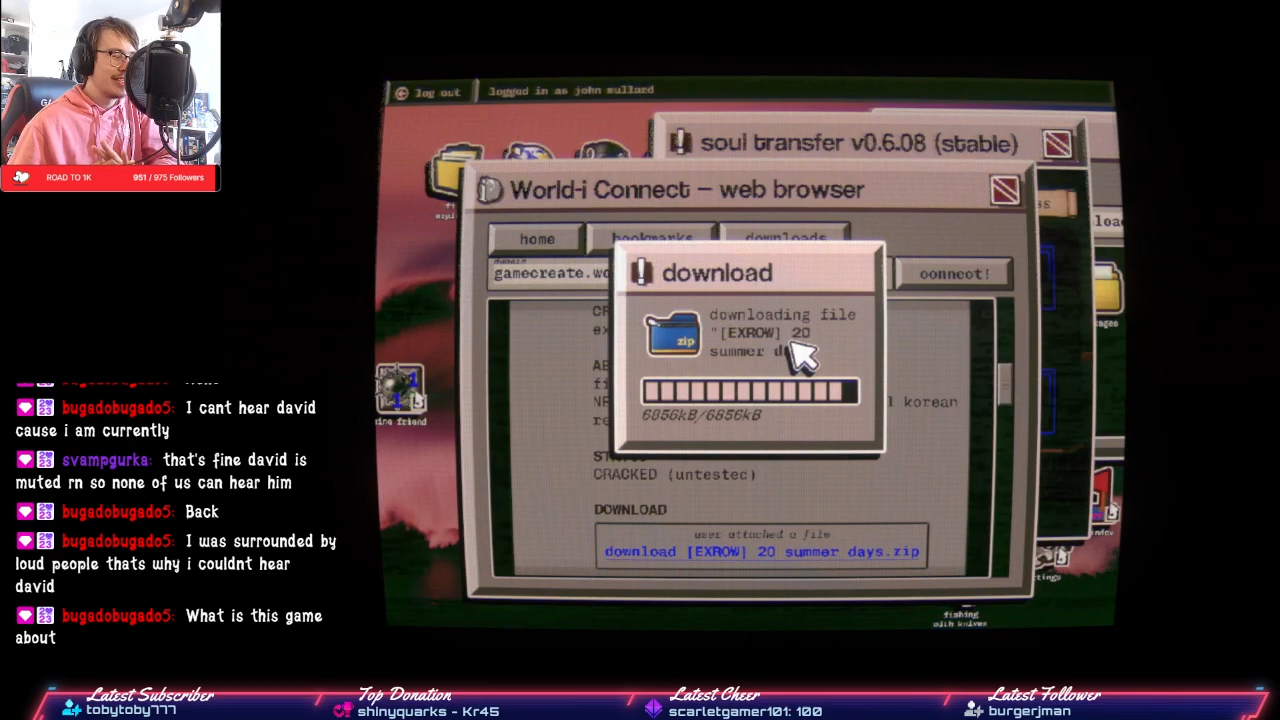 log out
logged in as john mullard
soul transfer v0.6.08 (stable)
World-i Connect – web browser
home
bookmarks
downloads
gamecreate.wo
connect!
download
downloading file
"[EXROW] 20
summer d
6856kB/6856kB
zip
korean
CRACKED (untested)
DOWNLOAD
user attached a file
download [EXROW] 20 summer days.zip
fishing
with knives
ROAD TO 1K
951 / 975 Followers
bugadobugado5: I cant hear david
cause i am currently
svampgurka: that's fine david is
muted rn so none of us can hear him
bugadobugado5: Back
bugadobugado5: I was surrounded by
loud people thats why i couldnt hear
david
bugadobugado5: What is this game
about
Latest Subscriber
tobytoby777
Top Donation
shinyquarks - Kr45
Latest Cheer
scarletgamer101: 100
Latest Follower
burgerjman